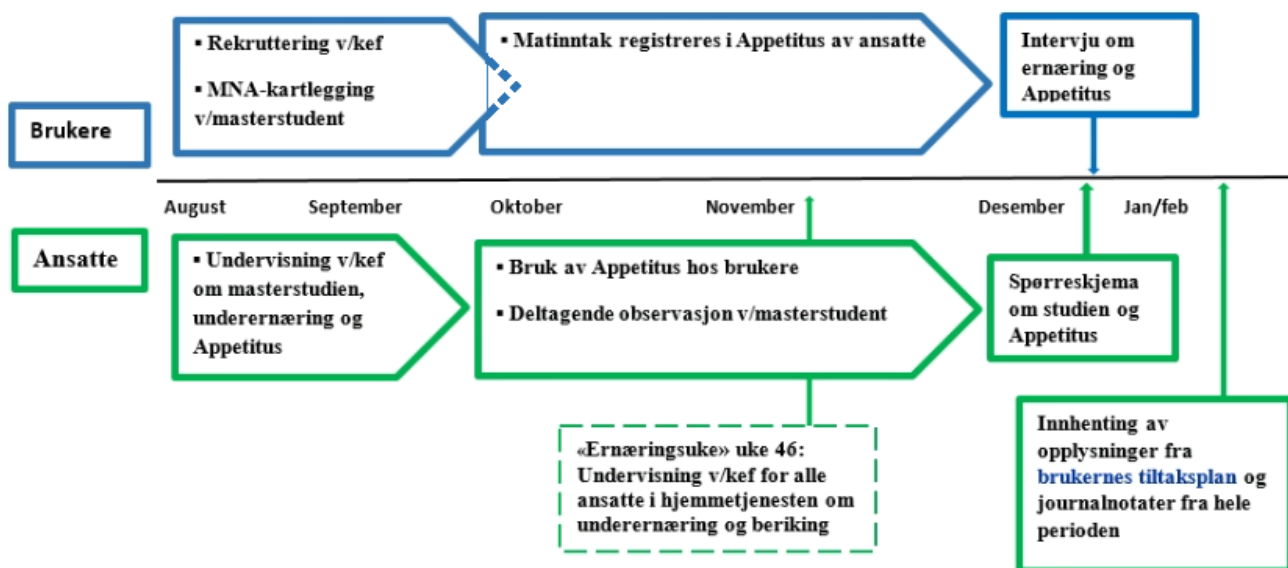 Brukere
▪ Rekruttering v/kef
▪ MNA-kartlegging
v/masterstudent
▪ Matinntak registreres i Appetitus av ansatte
Intervju om
ernæring og
Appetitus
August September Oktober November Desember Jan/feb
Ansatte
▪ Undervisning v/kef
om masterstudien,
underernæring og
Appetitus
▪ Bruk av Appetitus hos brukere
▪ Deltagende observasjon v/masterstudent
Spørreskjema
om studien og
Appetitus
«Ernæringsuke» uke 46:
Undervisning v/kef for alle
ansatte i hjemmetjenesten om
underernæring og beriking
Innhenting av
opplysninger fra
brukernes tiltaksplan og
journalnotater fra hele
perioden